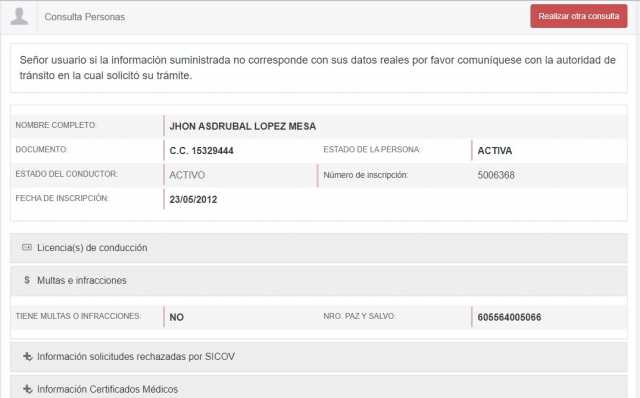 Consulta Personas
Realizar otra consulta
Señor usuario si la información suministrada no corresponde con sus datos reales por favor comuníquese con la autoridad de
tránsito en la cual solicitó su trámite.
NOMBRE COMPLETO: JHON ASDRUBAL LOPEZ MESA
DOCUMENTO: C.C. 15329444 ESTADO DE LA PERSONA: ACTIVA
ESTADO DEL CONDUCTOR: ACTIVO Número de inscripción: 5006368
FECHA DE INSCRIPCIÓN: 23/05/2012
Licencia(s) de conducción
$ Multas e infracciones
TIENE MULTAS O INFRACCIONES: NO NRO. PAZ Y SALVO: 605564005066
Información solicitudes rechazadas por SICOV
Información Certificados Médicos